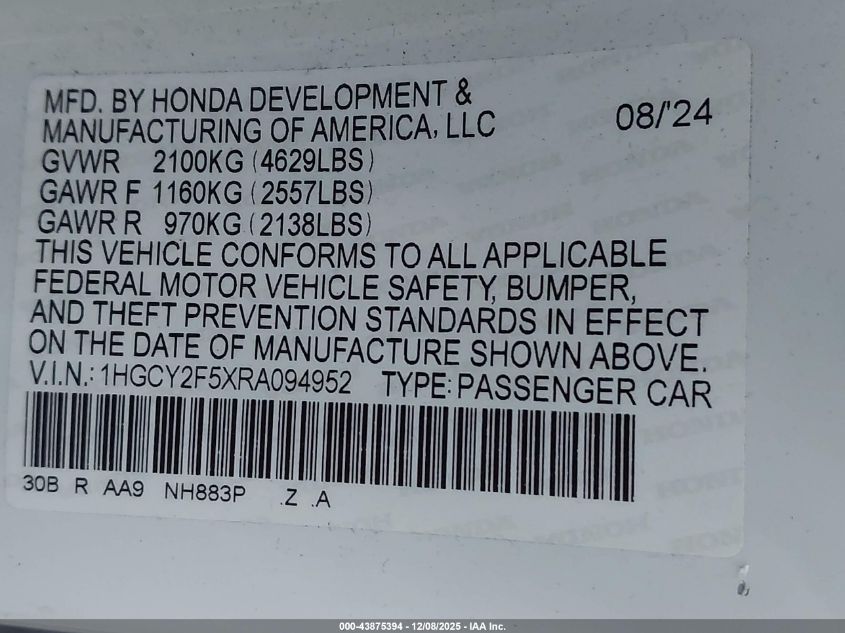 MFD. BY HONDA DEVELOPMENT &
MANUFACTURING OF AMERICA, LLC 08/'24
GVWR 2100KG (4629LBS)
GAWR F 1160KG (2557LBS)
GAWR R 970KG (2138LBS)
THIS VEHICLE CONFORMS TO ALL APPLICABLE
FEDERAL MOTOR VEHICLE SAFETY, BUMPER,
AND THEFT PREVENTION STANDARDS IN EFFECT
ON THE DATE OF MANUFACTURE SHOWN ABOVE.
V.I.N.: 1HGCY2F5XRA094952 TYPE: PASSENGER CAR
30B R AA9 NH883P .Z .A
000-43875394 - 12/08/2025 - IAA Inc.